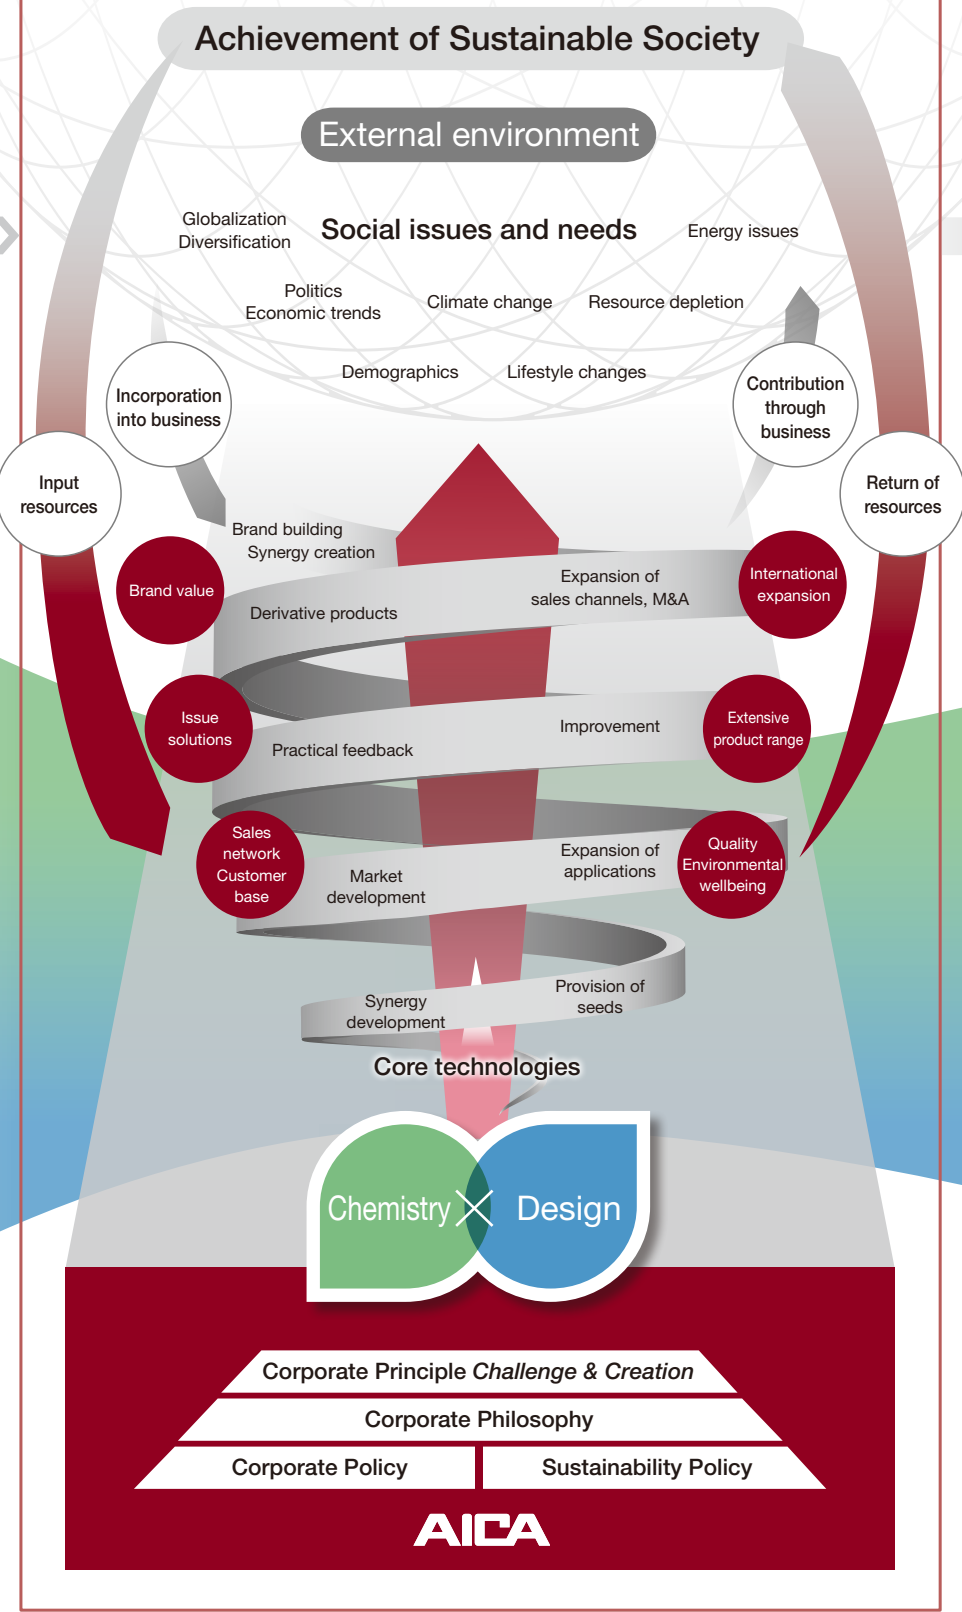 Achievement of Sustainable Society
External environment
Globalization
Diversification
Social issues and needs
Energy issues
Politics
Economic trends
Climate change
Resource depletion
Demographics
Lifestyle changes
Incorporation
into business
Contribution
through
business
Input
resources
Return of
resources
Brand building
Synergy creation
Brand value
Derivative products
Expansion of
sales channels, M&A
International
expansion
Issue
solutions
Practical feedback
Improvement
Extensive
product range
Sales
network
Customer
base
Market
development
Expansion of
applications
Quality
Environmental
wellbeing
Synergy
development
Provision of
seeds
Core technologies
Chemistry × Design
Corporate Principle Challenge & Creation
Corporate Philosophy
Corporate Policy
Sustainability Policy
AICA